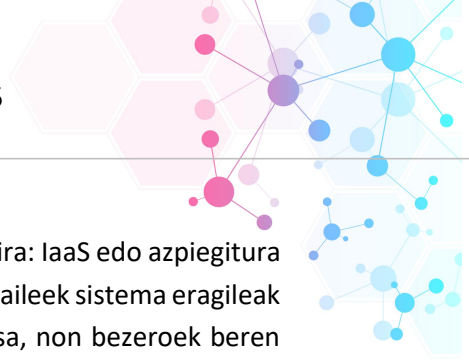 ira: IaaS edo azpiegitura
aileek sistema eragileak
sa, non bezeroek beren